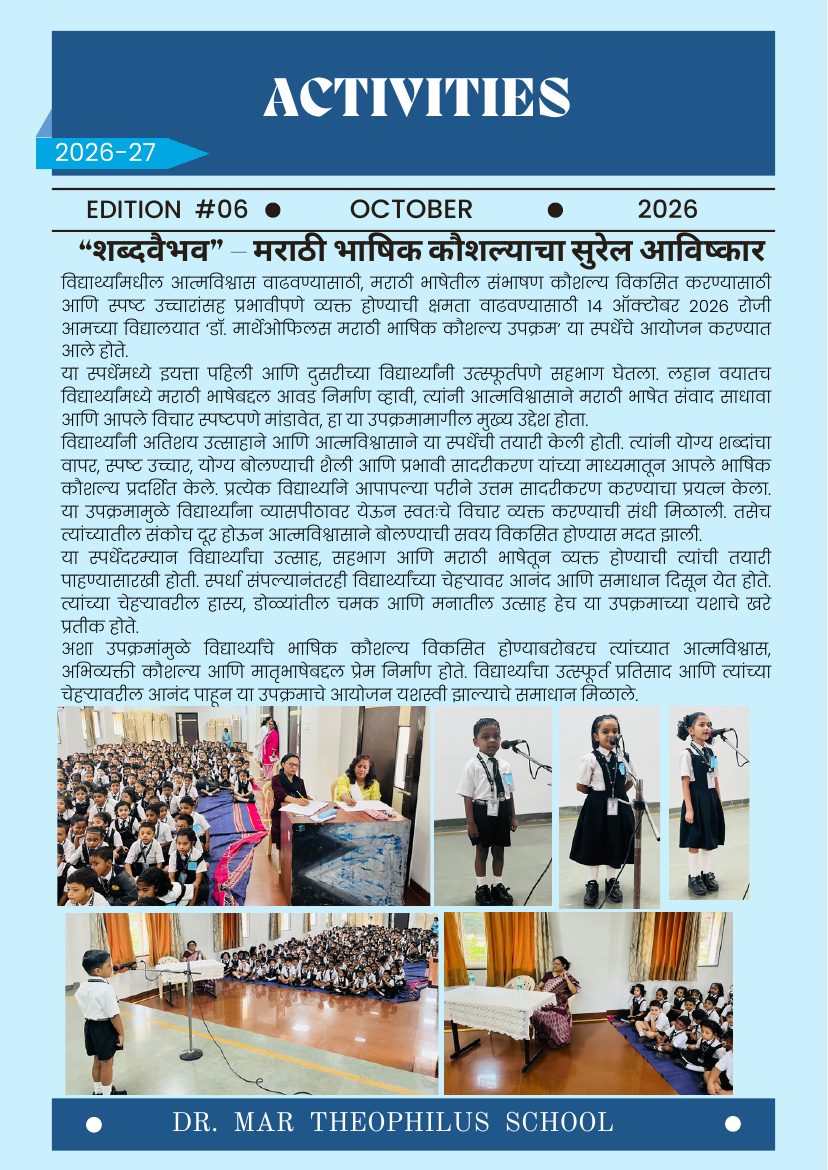 ACTIVITIES
2026-27
EDITION #06 ● OCTOBER ● 2026
“शब्दवैभव” – मराठी भाषिक कौशल्याचा सुरेल आविष्कार
विद्यार्थ्यांमधील आत्मविश्वास वाढवण्यासाठी, मराठी भाषेतील संभाषण कौशल्य विकसित करण्यासाठी
आणि स्पष्ट उच्चारांसह प्रभावीपणे व्यक्त होण्याची क्षमता वाढवण्यासाठी 14 ऑक्टोबर 2026 रोजी
आमच्या विद्यालयात ‘डॉ. मार्थेओफिलस मराठी भाषिक कौशल्य उपक्रम’ या स्पर्धेचे आयोजन करण्यात
आले होते.
या स्पर्धेमध्ये इयत्ता पहिली आणि दुसरीच्या विद्यार्थ्यांनी उत्स्फूर्तपणे सहभाग घेतला. लहान वयातच
विद्यार्थ्यांमध्ये मराठी भाषेबद्दल आवड निर्माण व्हावी, त्यांनी आत्मविश्वासाने मराठी भाषेत संवाद साधावा
आणि आपले विचार स्पष्टपणे मांडावेत, हा या उपक्रमामागील मुख्य उद्देश होता.
विद्यार्थ्यांनी अतिशय उत्साहाने आणि आत्मविश्वासाने या स्पर्धेची तयारी केली होती. त्यांनी योग्य शब्दांचा
वापर, स्पष्ट उच्चार, योग्य बोलण्याची शैली आणि प्रभावी सादरीकरण यांच्या माध्यमातून आपले भाषिक
कौशल्य प्रदर्शित केले. प्रत्येक विद्यार्थ्याने आपापल्या परीने उत्तम सादरीकरण करण्याचा प्रयत्न केला.
या उपक्रमामुळे विद्यार्थ्यांना व्यासपीठावर येऊन स्वतःचे विचार व्यक्त करण्याची संधी मिळाली. तसेच
त्यांच्यातील संकोच दूर होऊन आत्मविश्वासाने बोलण्याची सवय विकसित होण्यास मदत झाली.
या स्पर्धेदरम्यान विद्यार्थ्यांचा उत्साह, सहभाग आणि मराठी भाषेतून व्यक्त होण्याची त्यांची तयारी
पाहण्यासारखी होती. स्पर्धा संपल्यानंतरही विद्यार्थ्यांच्या चेहऱ्यावर आनंद आणि समाधान दिसून येत होते.
त्यांच्या चेहऱ्यावरील हास्य, डोळ्यांतील चमक आणि मनातील उत्साह हेच या उपक्रमाच्या यशाचे खरे
प्रतीक होते.
अशा उपक्रमांमुळे विद्यार्थ्यांचे भाषिक कौशल्य विकसित होण्याबरोबरच त्यांच्यात आत्मविश्वास,
अभिव्यक्ती कौशल्य आणि मातृभाषेबद्दल प्रेम निर्माण होते. विद्यार्थ्यांचा उत्स्फूर्त प्रतिसाद आणि त्यांच्या
चेहऱ्यावरील आनंद पाहून या उपक्रमाचे आयोजन यशस्वी झाल्याचे समाधान मिळाले.
DR. MAR THEOPHILUS SCHOOL